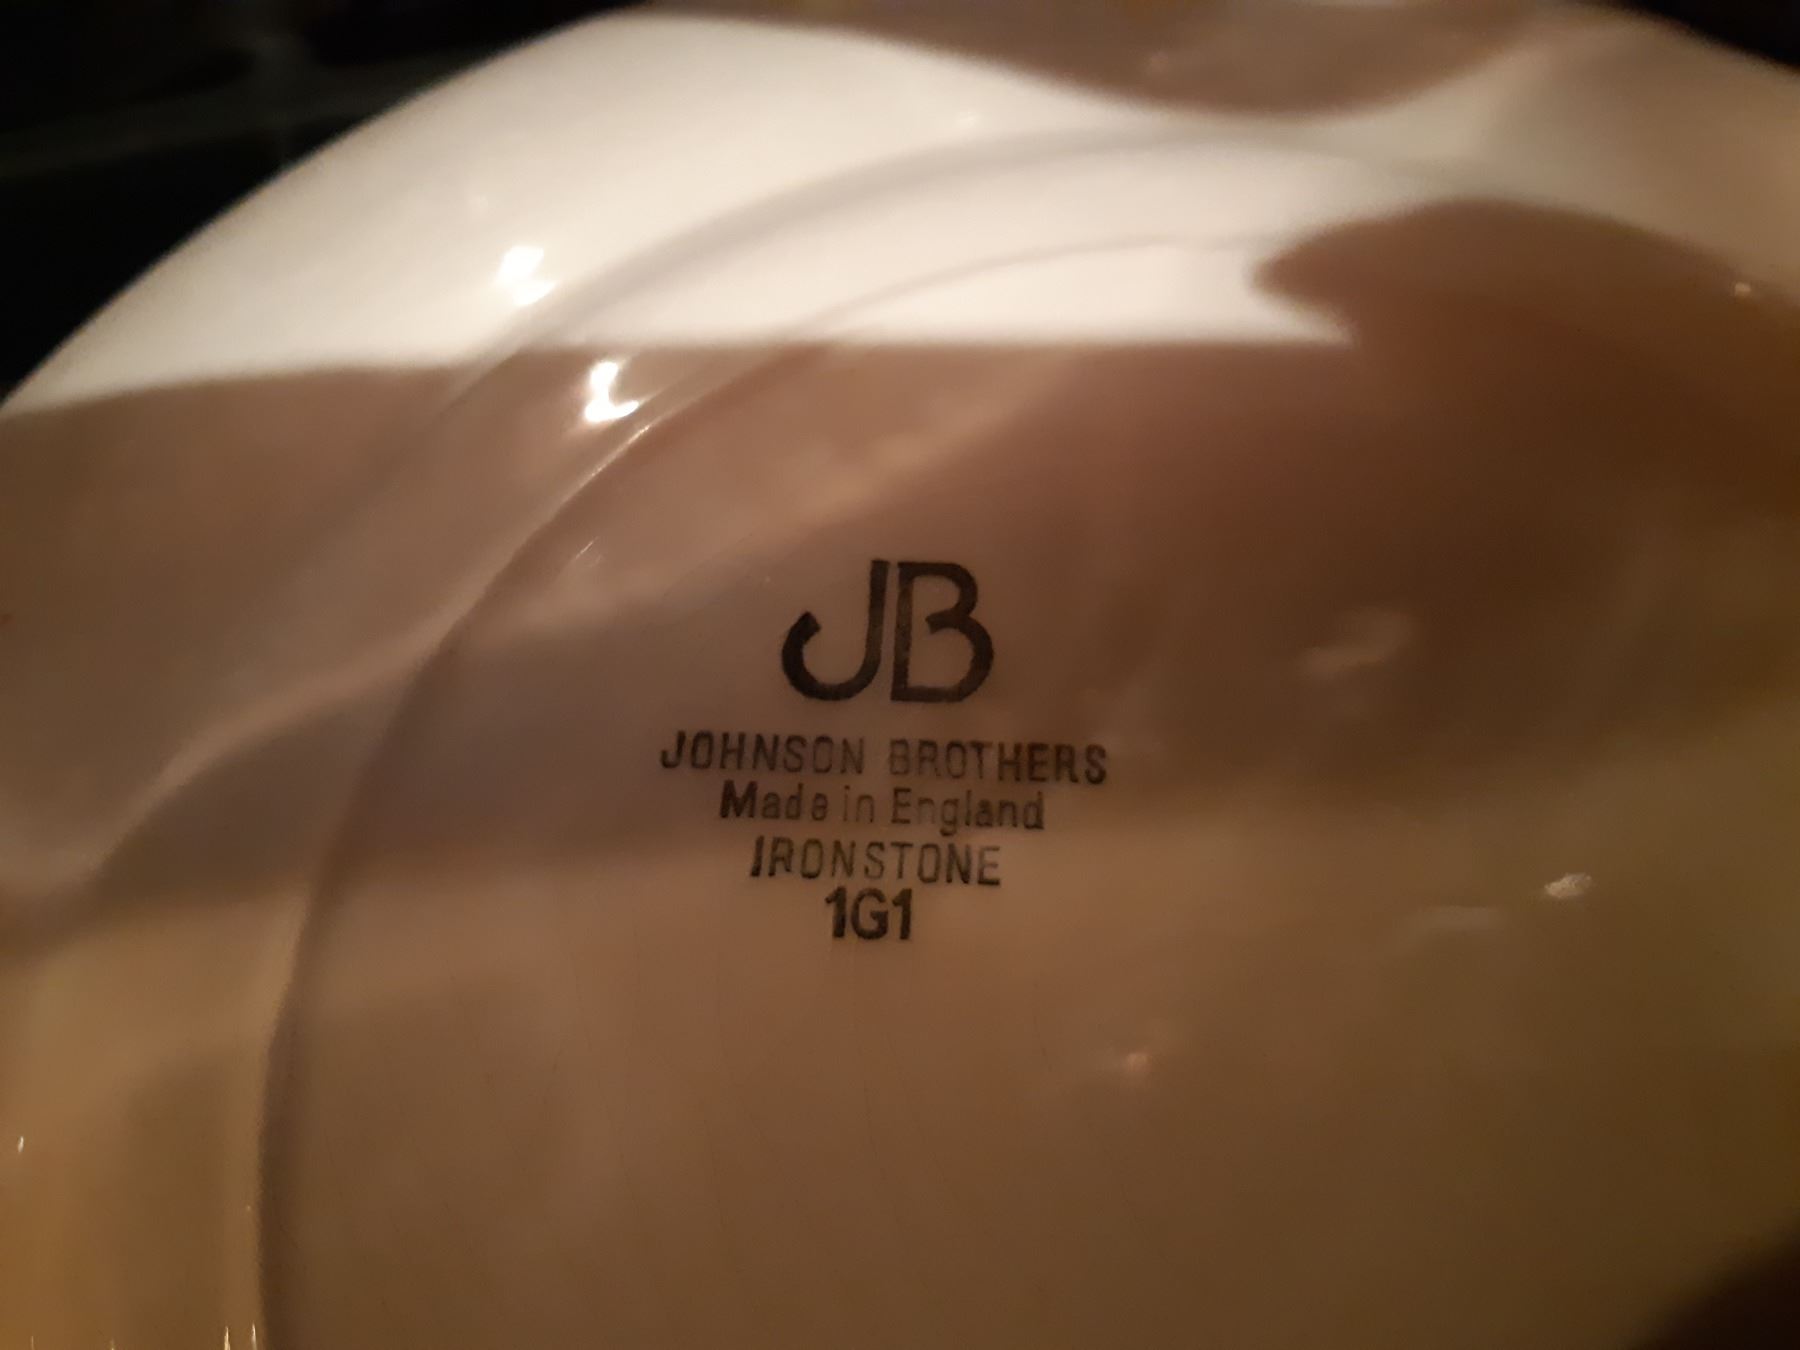 JB
JOHNSON BROTHERS
Made in England
IRONSTONE
1G1